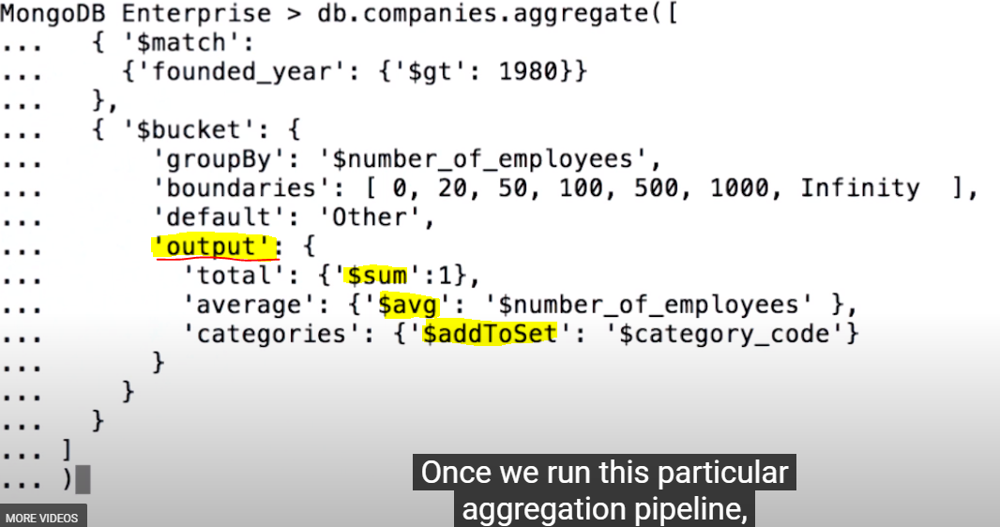 MongoDB Enterprise > db.companies.aggregate([
... { '$match':
... {'founded_year': {'$gt': 1980}}
... },
... { '$bucket': {
... 'groupBy': '$number_of_employees',
... 'boundaries': [ 0, 20, 50, 100, 500, 1000, Infinity ],
... 'default': 'Other',
... 'output': {
... 'total': {'$sum':1},
... 'average': {'$avg': '$number_of_employees' },
... 'categories': {'$addToSet': '$category_code'}
... }
... }
... }
... ]
... )
Once we run this particular
aggregation pipeline,
MORE VIDEOS